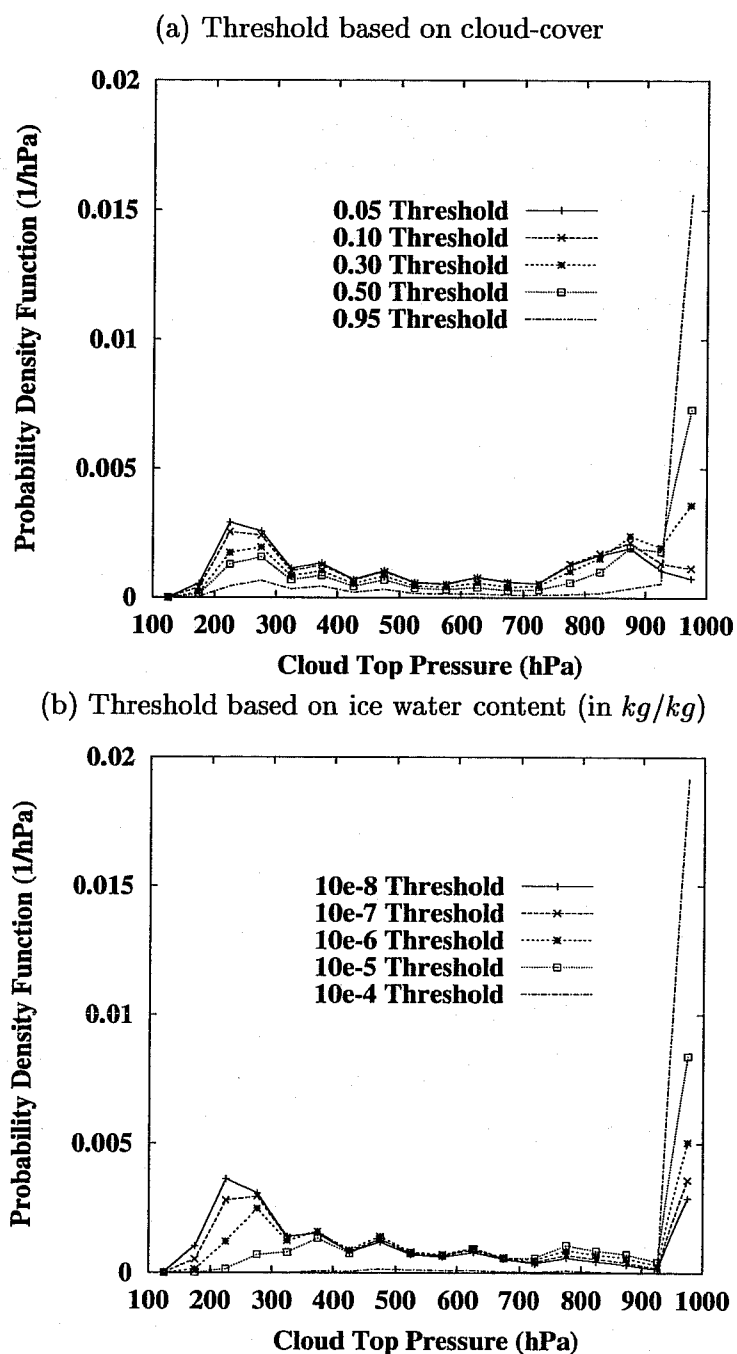 (a) Threshold based on cloud-cover
0.02
0.015
0.01
0.005
0
Probability Density Function (1/hPa)
0.05 Threshold
0.10 Threshold
0.30 Threshold
0.50 Threshold
0.95 Threshold
100 200 300 400 500 600 700 800 900 1000
Cloud Top Pressure (hPa)
(b) Threshold based on ice water content (in kg/kg)
0.02
0.015
0.01
0.005
0
Probability Density Function (1/hPa)
10e-8 Threshold
10e-7 Threshold
10e-6 Threshold
10e-5 Threshold
10e-4 Threshold
100 200 300 400 500 600 700 800 900 1000
Cloud Top Pressure (hPa)